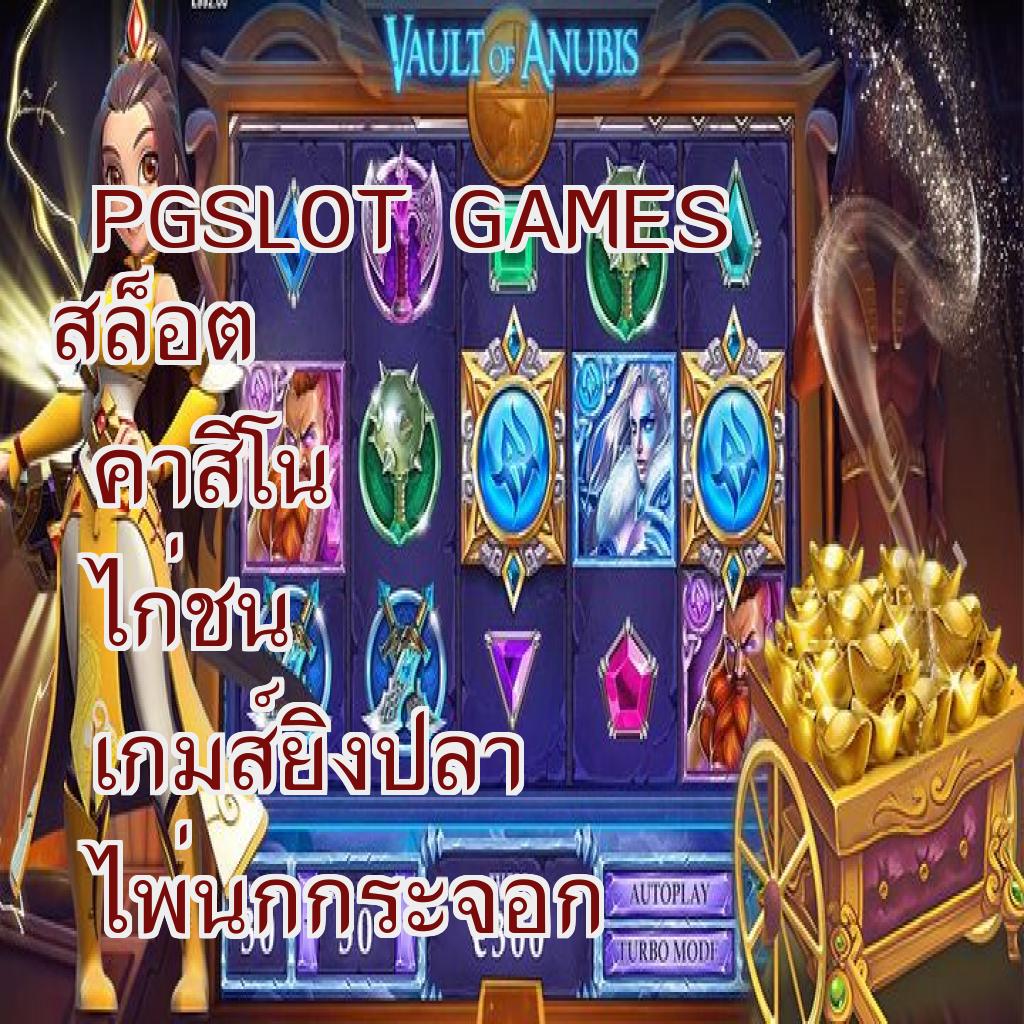 VAULT OF ANUBIS
PGSLOT GAMES
สล็อต
คาสิโน
ไก่ชน
เกมส์ยิงปลา
ไพ่นกกระจอก
AUTOPLAY
TURBO MODE